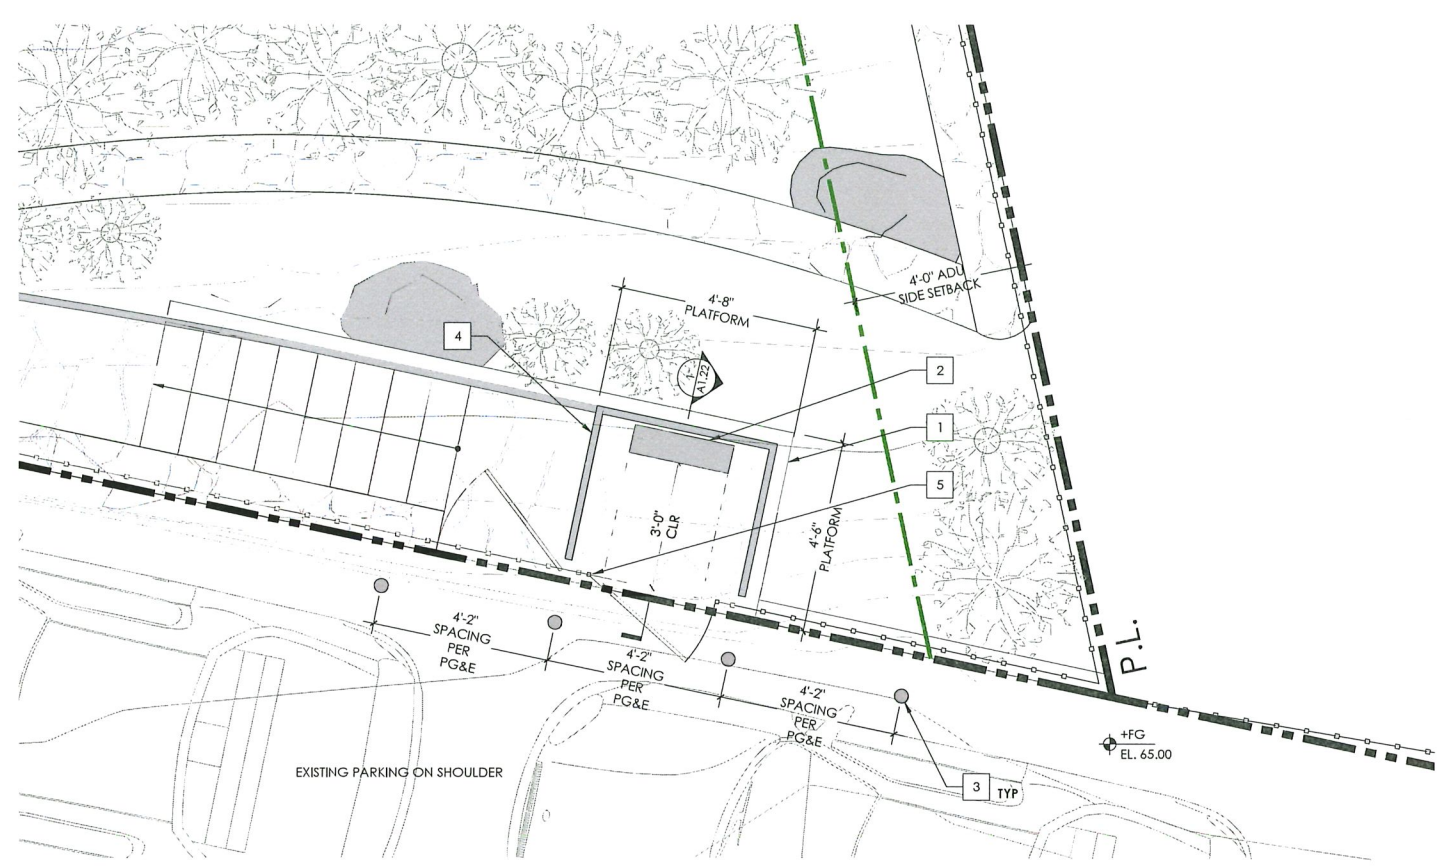 4'-0" ADU
SIDE SETBACK
4'-8"
PLATFORM
4
1
A1.22
2
1
5
3'-0"
CLR
4'-6"
PLATFORM
4'-2"
SPACING
PER
PG&E
4'-2"
SPACING
PER
PG&E
4'-2"
SPACING
PER
PG&E
P.L.
+FG
EL. 65.00
EXISTING PARKING ON SHOULDER
3 TYP